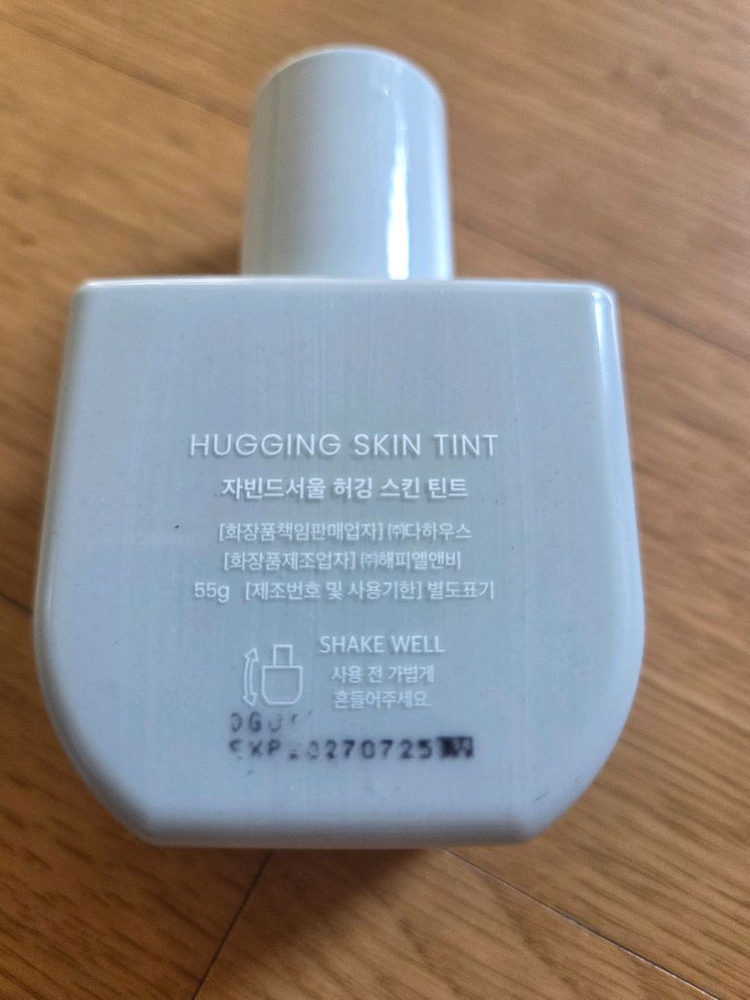 HUGGING SKIN TINT
자빈드서울 허깅 스킨 틴트
[화장품책임판매업자] ㈜다하우스
[화장품제조업자] ㈜해피엘앤비
55g [제조번호 및 사용기한] 별도표기
SHAKE WELL
사용 전 가볍게
흔들어주세요.
EXP20270725